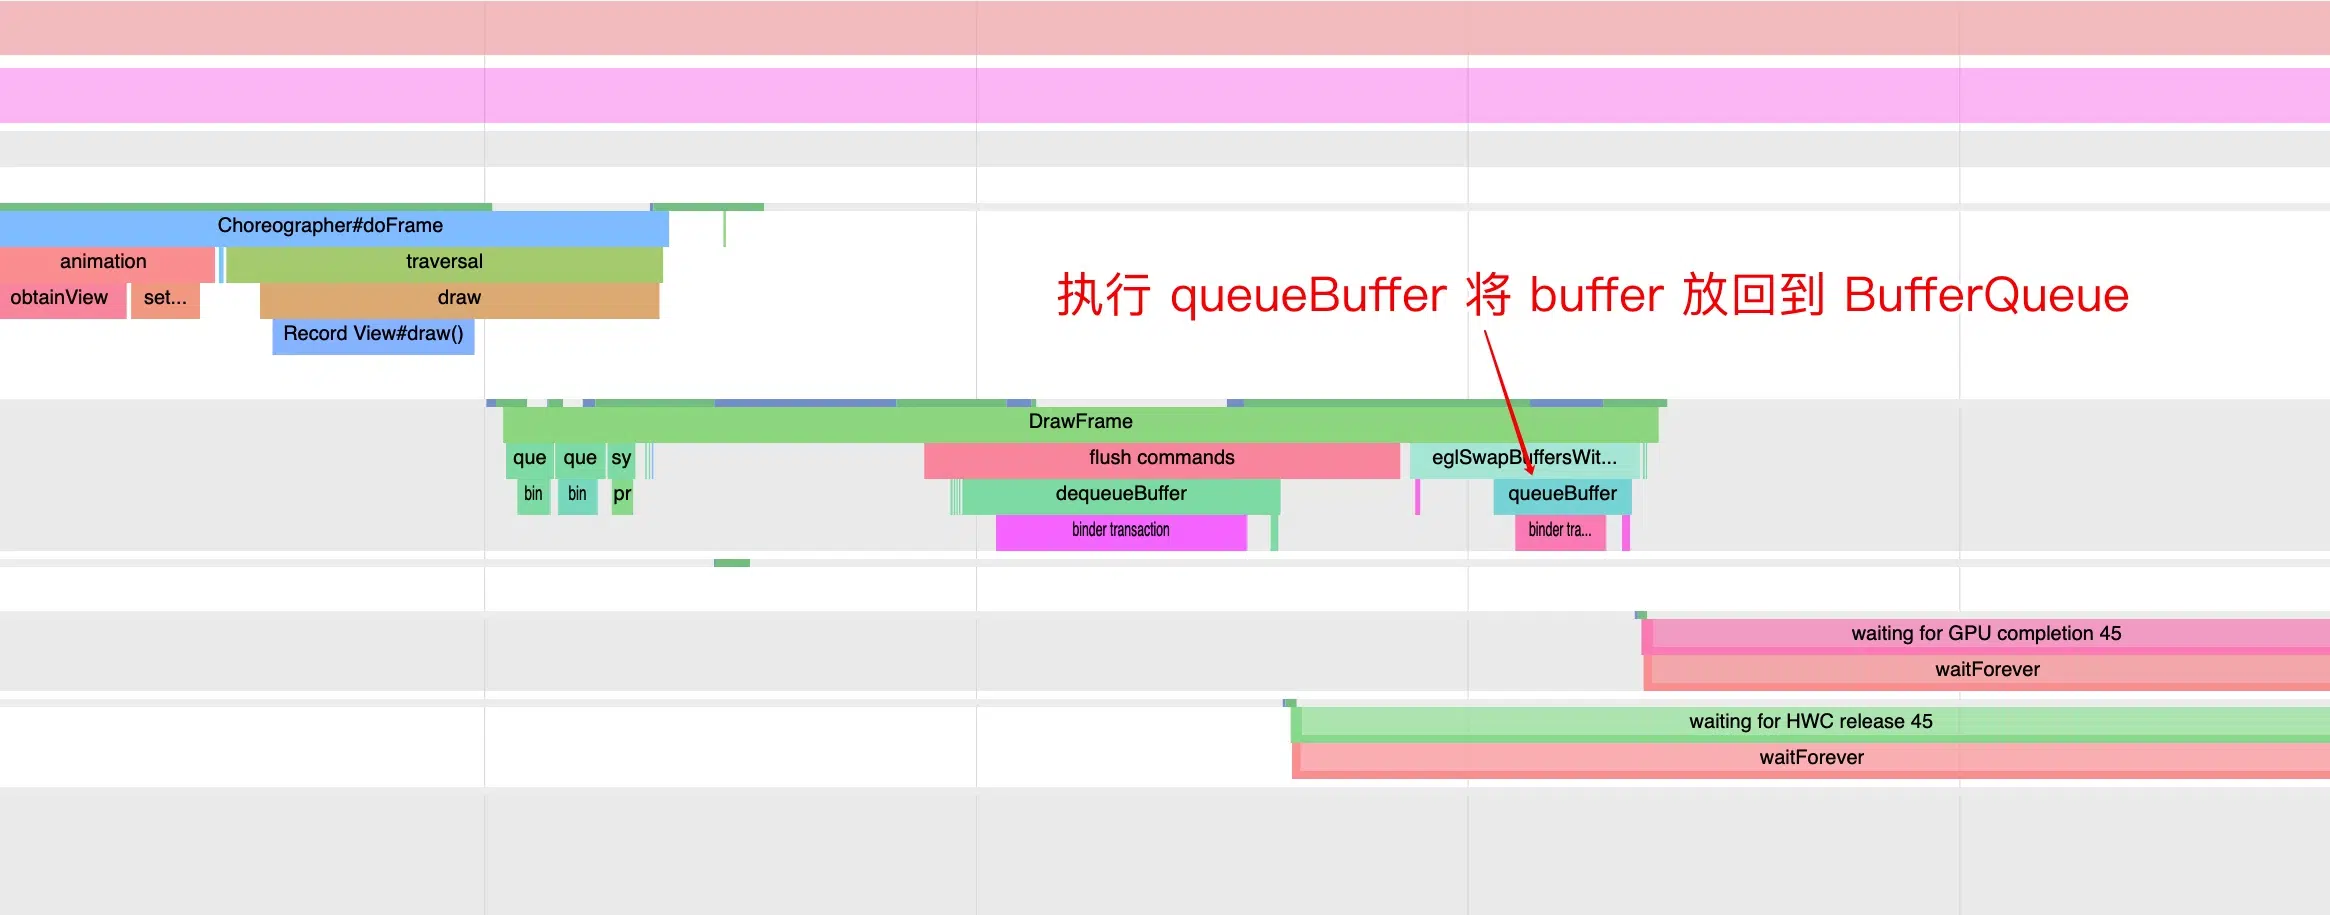 Choreographer#doFrame
animation
traversal
obtainView
set...
draw
执行 queueBuffer 将 buffer 放回到 BufferQueue
Record View#draw()
DrawFrame
que
que
sy
flush commands
eglSwapBuffersWit...
bin
bin
pr
dequeueBuffer
queueBuffer
binder transaction
binder tra...
waiting for GPU completion 45
waitForever
waiting for HWC release 45
waitForever